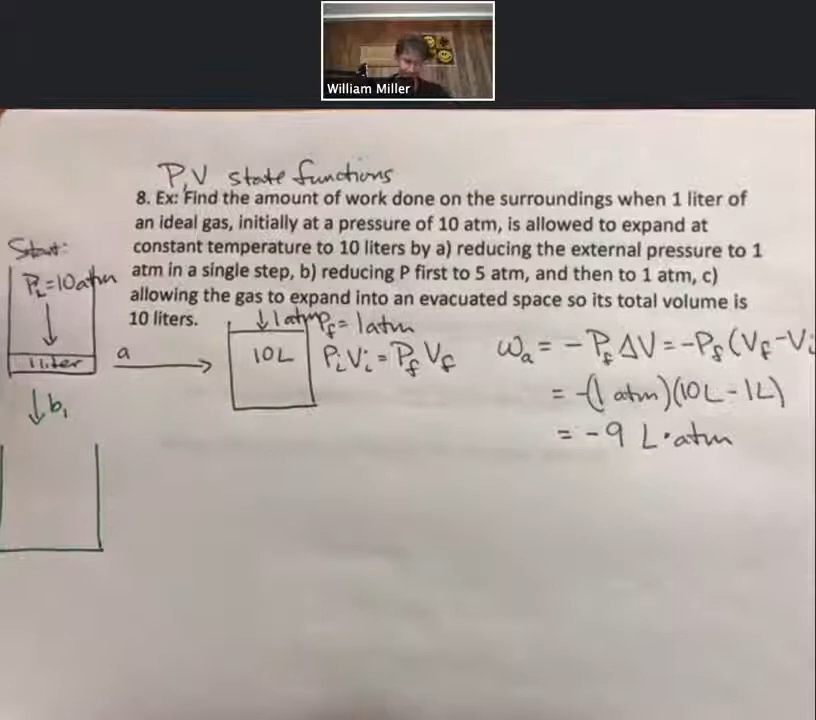 William Miller
P,V state functions
8. Ex: Find the amount of work done on the surroundings when 1 liter of
an ideal gas, initially at a pressure of 10 atm, is allowed to expand at
constant temperature to 10 liters by a) reducing the external pressure to 1
atm in a single step, b) reducing P first to 5 atm, and then to 1 atm, c)
allowing the gas to expand into an evacuated space so its total volume is
10 liters.
Start:
Pi=10atm
1 liter
a
b1
↓1atm Pf=1atm
10L
PiVi=PfVf
ωa = -PfΔV = -Pf(Vf-Vi
= -(1 atm)(10L-1L)
= -9 L·atm